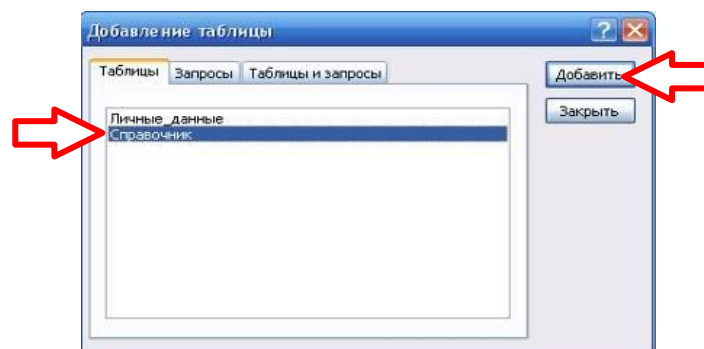 Добавление таблицы
Таблицы Запросы Таблицы и запросы
Добавить
Личные_данные
Закрыть
Справочник